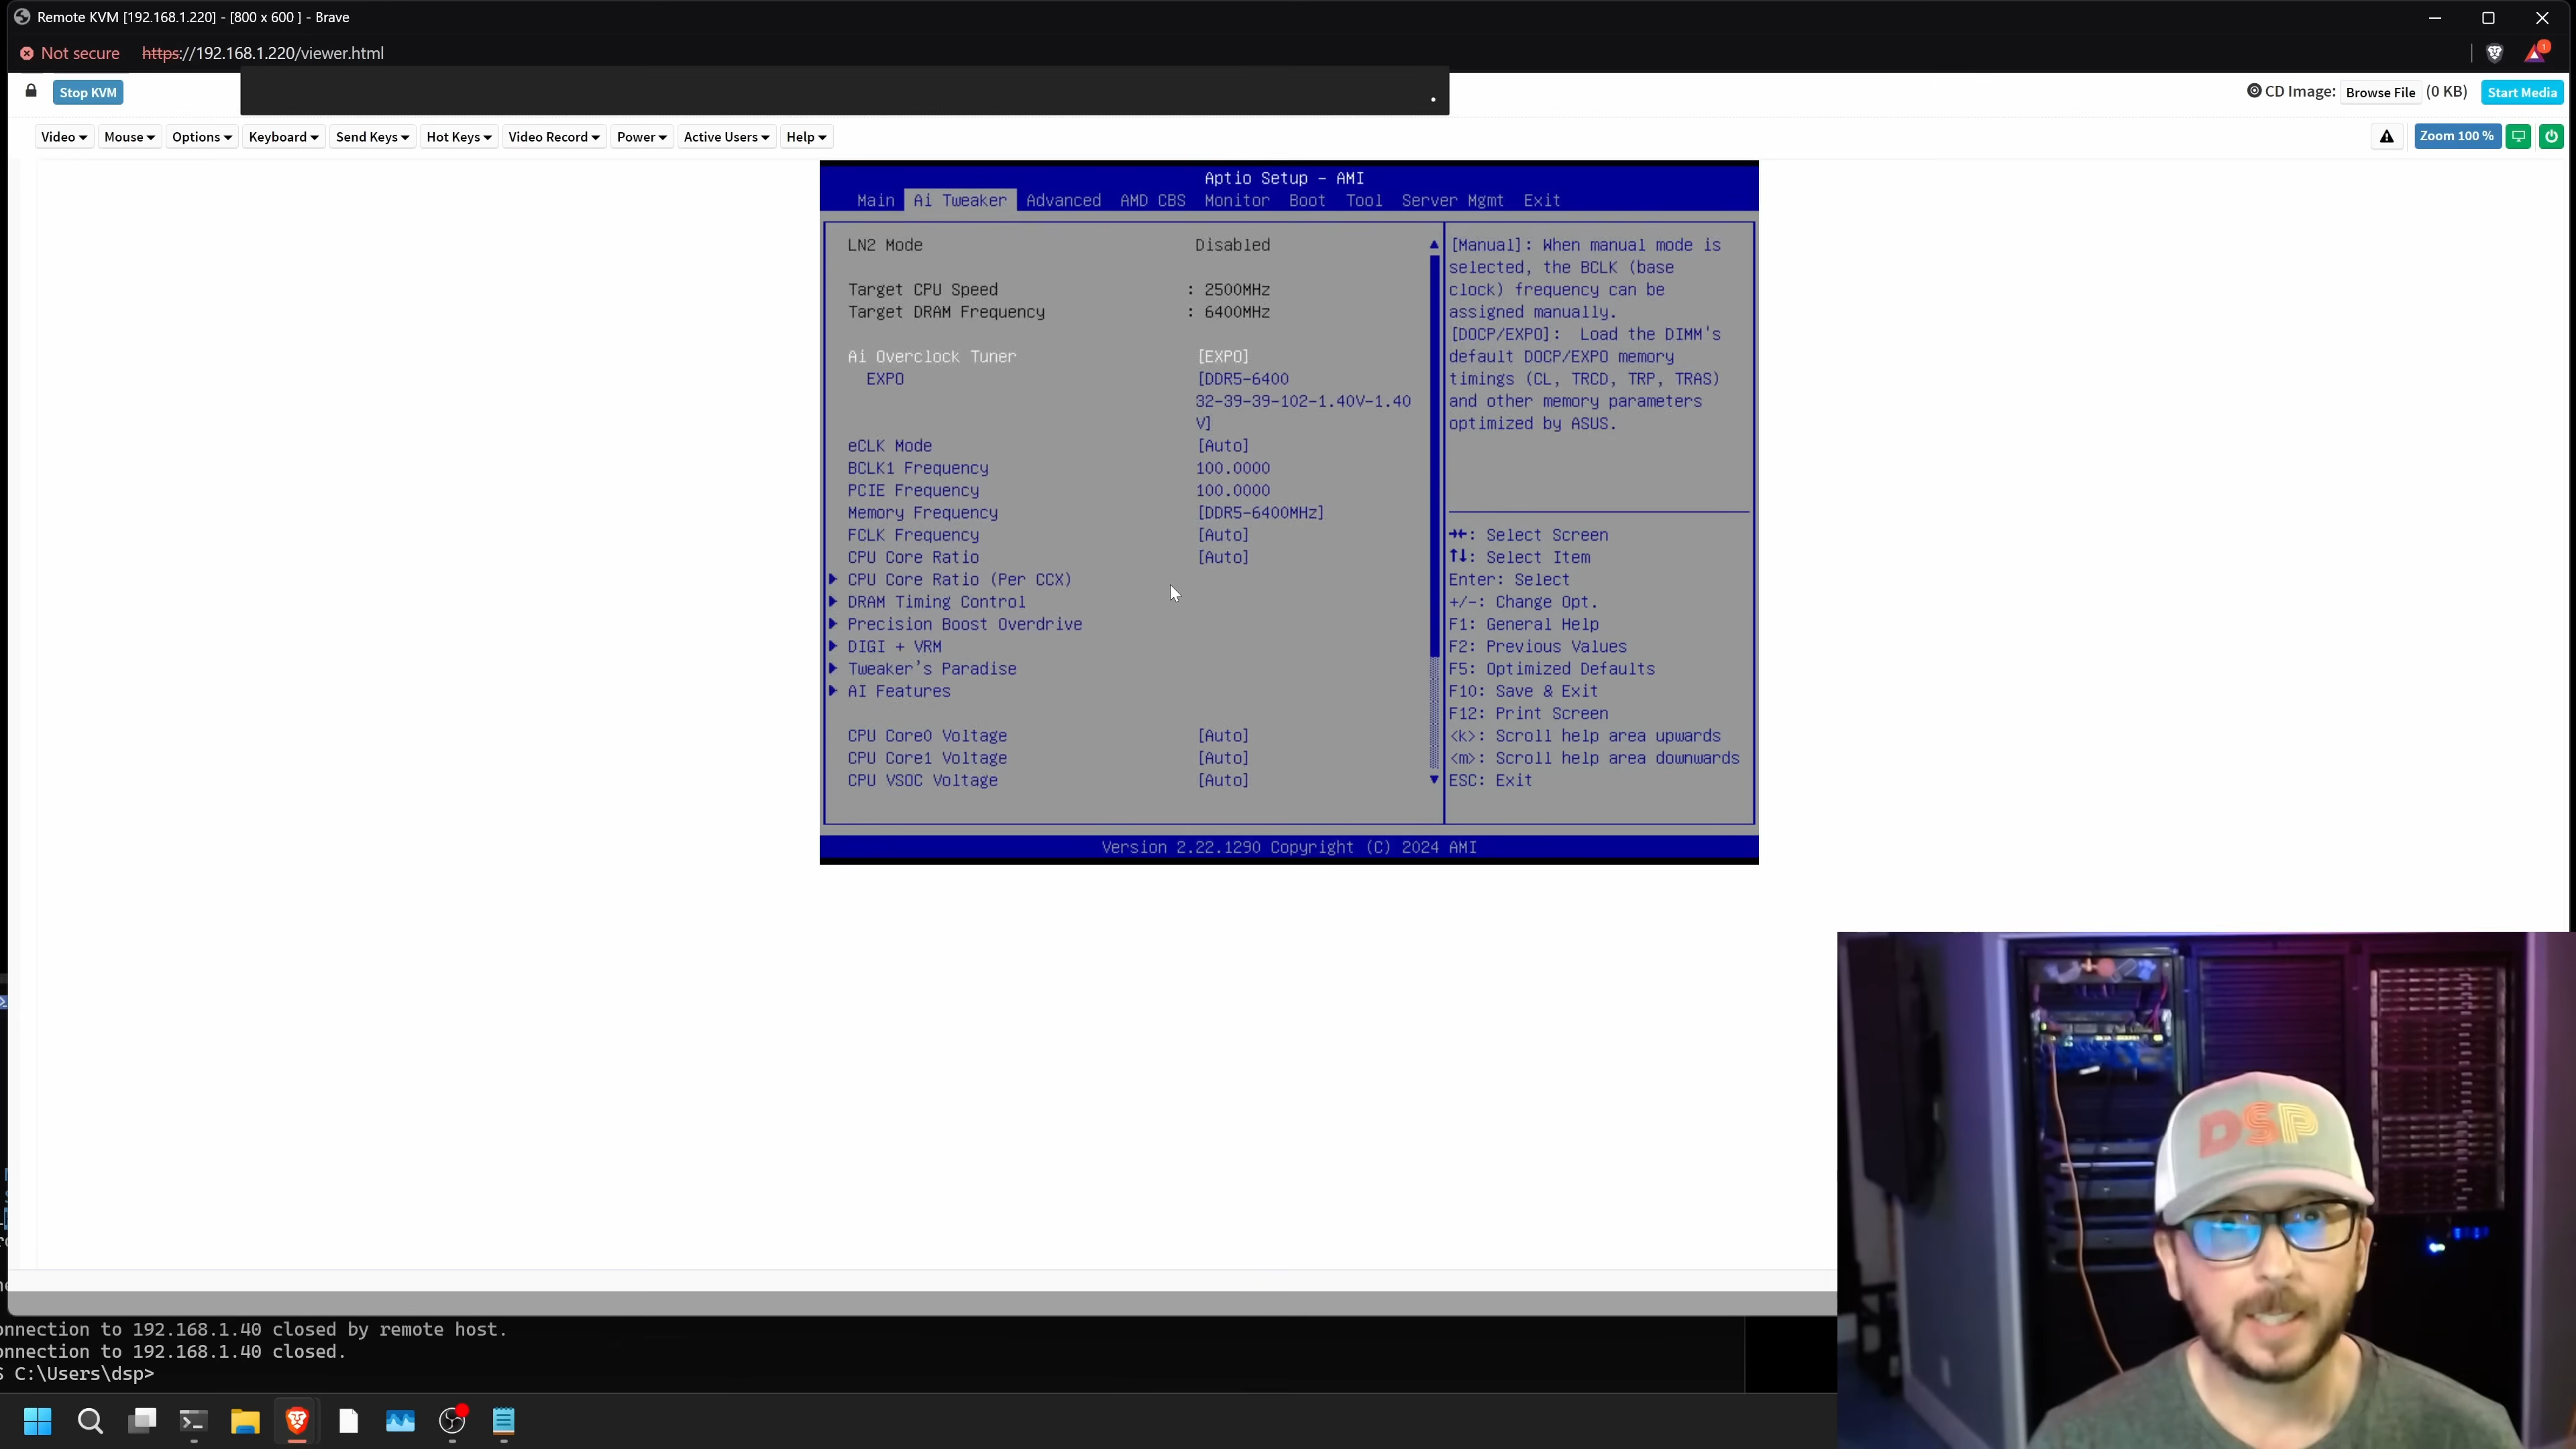 Remote KVM [192.168.1.220] - [800 x 600 ] - Brave
Not secure https://192.168.1.220/viewer.html
Stop KVM
CD Image: Browse File (0 KB) Start Media
Video Mouse Options Keyboard Send Keys Hot Keys Video Record Power Active Users Help
Zoom 100 %
Aptio Setup - AMI
Main Ai Tweaker Advanced AMD CBS Monitor Boot Tool Server Mgmt Exit
LN2 Mode Disabled
Target CPU Speed : 2500MHz
Target DRAM Frequency : 6400MHz
Ai Overclock Tuner [EXPO]
EXPO [DDR5-6400
32-39-39-102-1.40V-1.40
V]
eCLK Mode [Auto]
BCLK1 Frequency 100.0000
PCIE Frequency 100.0000
Memory Frequency [DDR5-6400MHz]
FCLK Frequency [Auto]
CPU Core Ratio [Auto]
CPU Core Ratio (Per CCX)
DRAM Timing Control
Precision Boost Overdrive
DIGI + VRM
Tweaker's Paradise
AI Features
CPU Core0 Voltage [Auto]
CPU Core1 Voltage [Auto]
CPU VSOC Voltage [Auto]
[Manual]: When manual mode is
selected, the BCLK (base
clock) frequency can be
assigned manually.
[DOCP/EXPO]: Load the DIMM's
default DOCP/EXPO memory
timings (CL, TRCD, TRP, TRAS)
and other memory parameters
optimized by ASUS.
→←: Select Screen
↑↓: Select Item
Enter: Select
+/-: Change Opt.
F1: General Help
F2: Previous Values
F5: Optimized Defaults
F10: Save & Exit
F12: Print Screen
<k>: Scroll help area upwards
<m>: Scroll help area downwards
ESC: Exit
Version 2.22.1290 Copyright (C) 2024 AMI
DSP
onnection to 192.168.1.40 closed by remote host.
onnection to 192.168.1.40 closed.
S C:\Users\dsp>